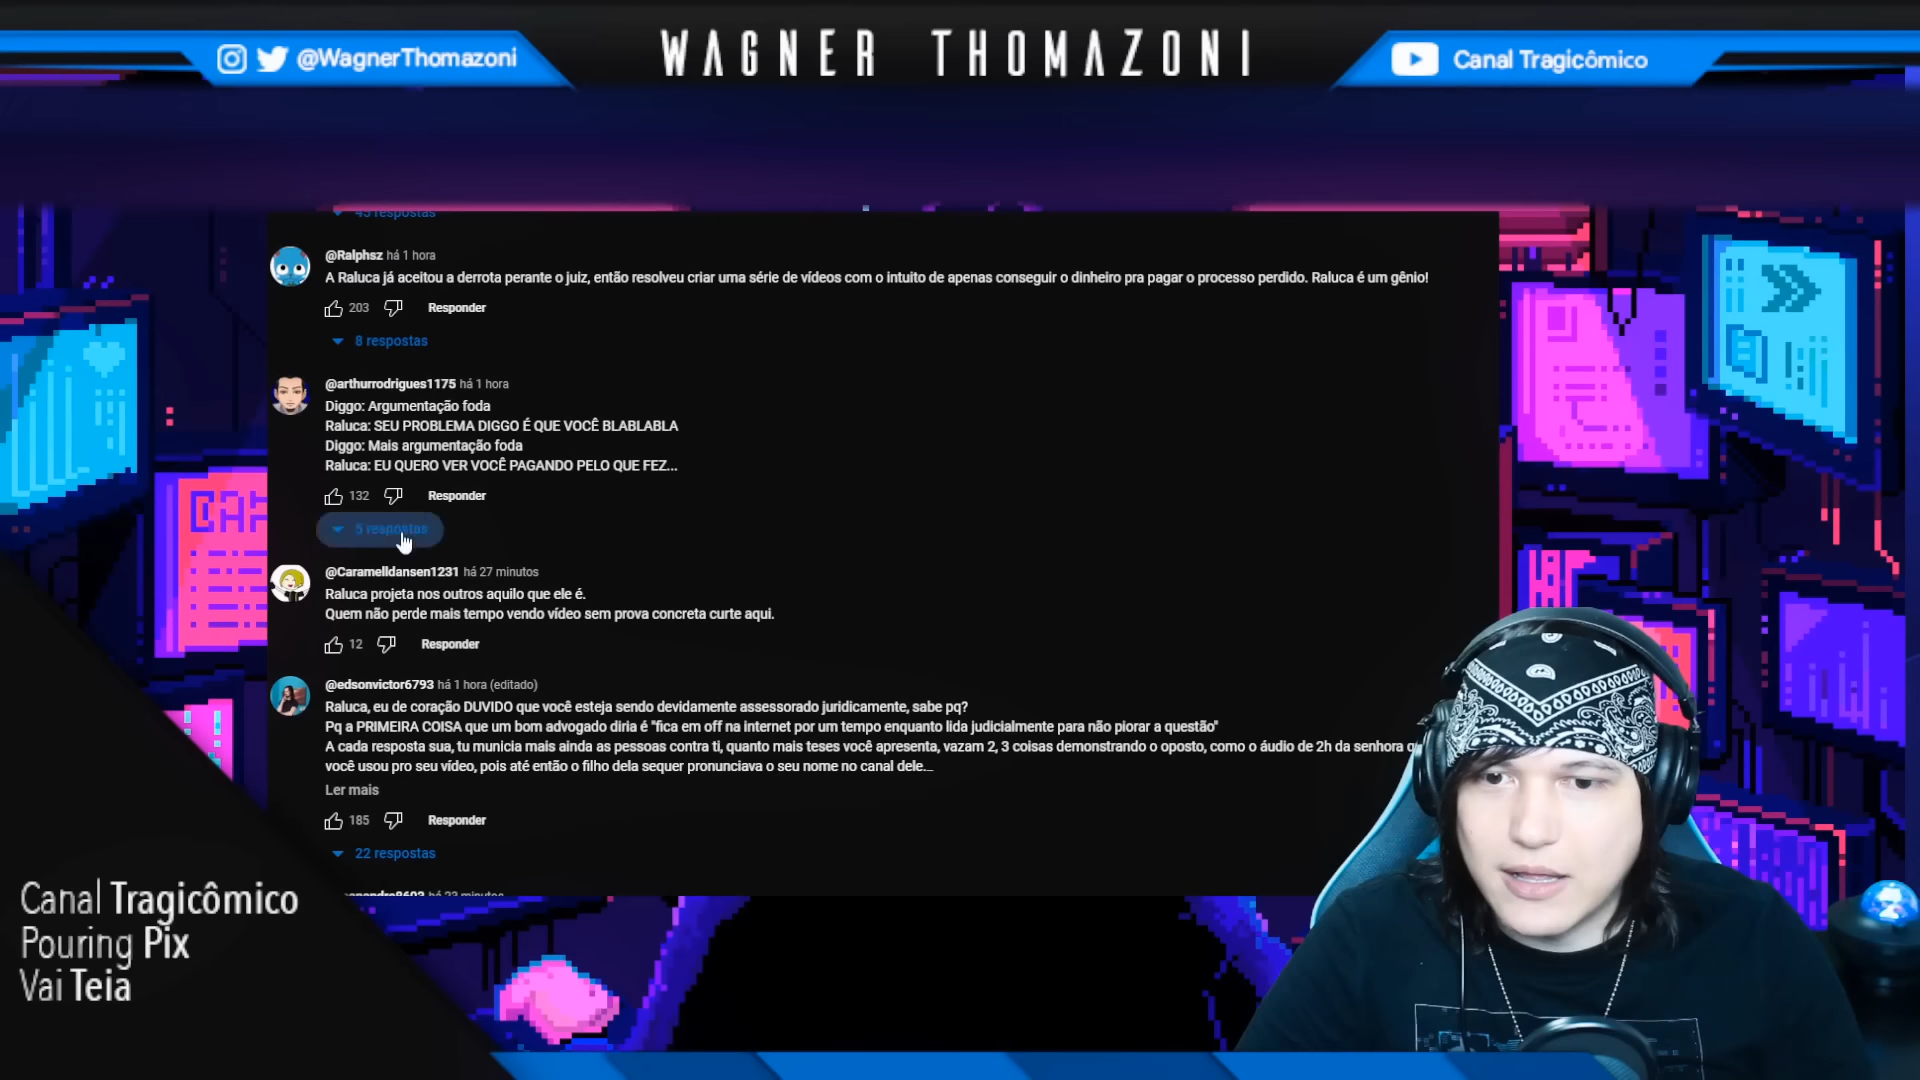 @WagnerThomazoni
WAGNER THOMAZONI
Canal Tragicômico
45 respostas
@Ralphsz há 1 hora
A Raluca já aceitou a derrota perante o juiz, então resolveu criar uma série de vídeos com o intuito de apenas conseguir o dinheiro pra pagar o processo perdido. Raluca é um gênio!
203 Responder
8 respostas
@arthurrodrigues1175 há 1 hora
Diggo: Argumentação foda
Raluca: SEU PROBLEMA DIGGO É QUE VOCÊ BLABLABLA
Diggo: Mais argumentação foda
Raluca: EU QUERO VER VOCÊ PAGANDO PELO QUE FEZ...
132 Responder
5 respostas
@Caramelldansen1231 há 27 minutos
Raluca projeta nos outros aquilo que ele é.
Quem não perde mais tempo vendo vídeo sem prova concreta curte aqui.
12 Responder
@edsonvictor6793 há 1 hora (editado)
Raluca, eu de coração DUVIDO que você esteja sendo devidamente assessorado juridicamente, sabe pq?
Pq a PRIMEIRA COISA que um bom advogado diria é "fica em off na internet por um tempo enquanto lida judicialmente para não piorar a questão"
A cada resposta sua, tu municia mais ainda as pessoas contra ti, quanto mais teses você apresenta, vazam 2, 3 coisas demonstrando o oposto, como o áudio de 2h da senhora
você usou pro seu vídeo, pois até então o filho dela sequer pronunciava o seu nome no canal dele...
Ler mais
185 Responder
22 respostas
há 23 minutos
Canal Tragicômico
Pouring Pix
Vai Teia